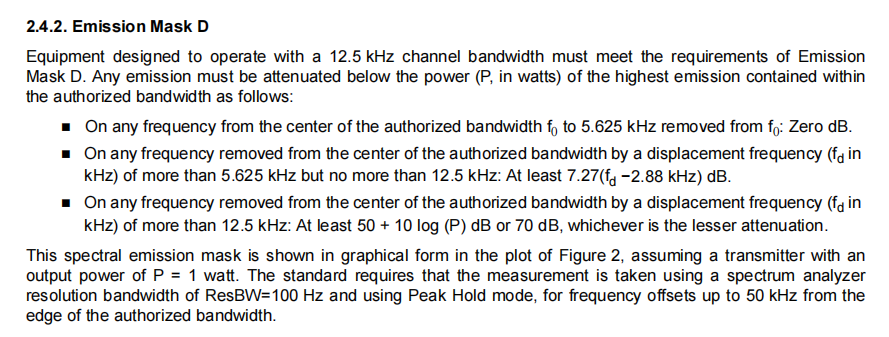 2.4.2. Emission Mask D
Equipment designed to operate with a 12.5 kHz channel bandwidth must meet the requirements of Emission
Mask D. Any emission must be attenuated below the power (P, in watts) of the highest emission contained within
the authorized bandwidth as follows:
▪ On any frequency from the center of the authorized bandwidth f₀ to 5.625 kHz removed from f₀: Zero dB.
▪ On any frequency removed from the center of the authorized bandwidth by a displacement frequency (f_d in
kHz) of more than 5.625 kHz but no more than 12.5 kHz: At least 7.27(f_d −2.88 kHz) dB.
▪ On any frequency removed from the center of the authorized bandwidth by a displacement frequency (f_d in
kHz) of more than 12.5 kHz: At least 50 + 10 log (P) dB or 70 dB, whichever is the lesser attenuation.
This spectral emission mask is shown in graphical form in the plot of Figure 2, assuming a transmitter with an
output power of P = 1 watt. The standard requires that the measurement is taken using a spectrum analyzer
resolution bandwidth of ResBW=100 Hz and using Peak Hold mode, for frequency offsets up to 50 kHz from the
edge of the authorized bandwidth.